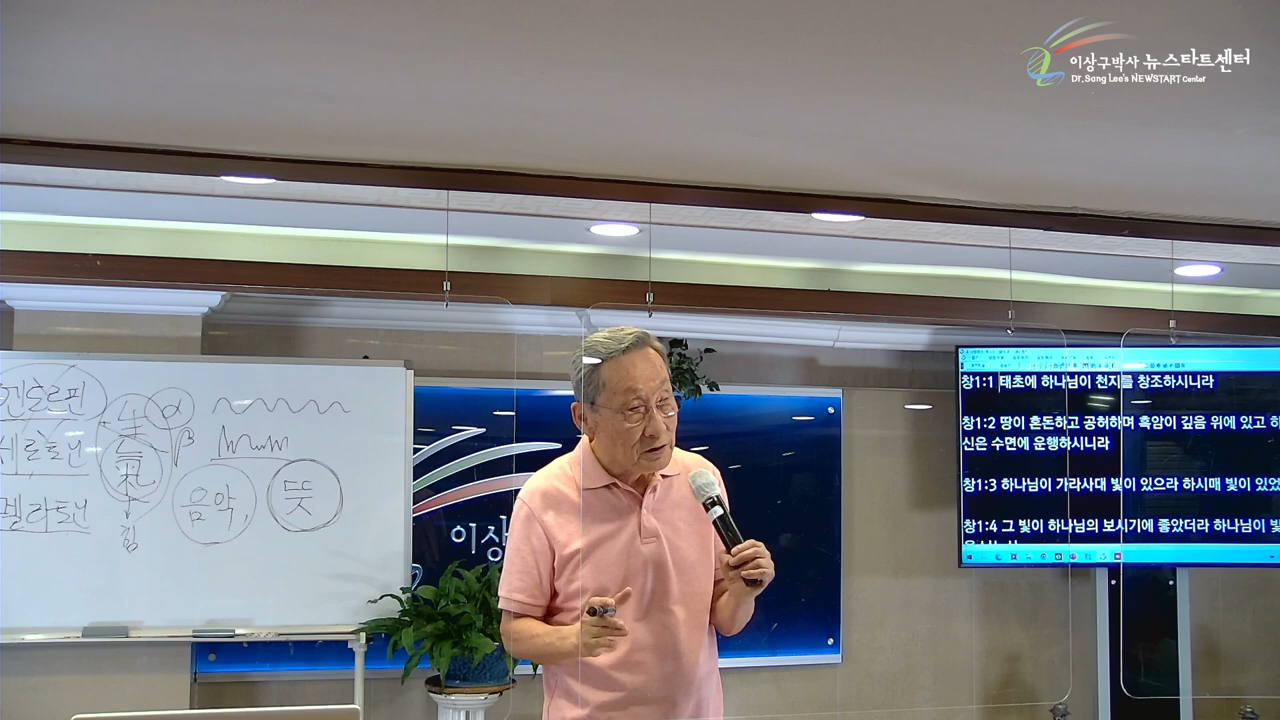 이상구박사 뉴스타트센터
Dr. Sang Lee's NEWSTART Center
엔도르핀
세로토닌
멜라토닌
生氣
힘
α
β
음악,
뜻
이상
창1:1 태초에 하나님이 천지를 창조하시니라
창1:2 땅이 혼돈하고 공허하며 흑암이 깊음 위에 있고 하
신은 수면에 운행하시니라
창1:3 하나님이 가라사대 빛이 있으라 하시매 빛이 있었
창1:4 그 빛이 하나님의 보시기에 좋았더라 하나님이 빛